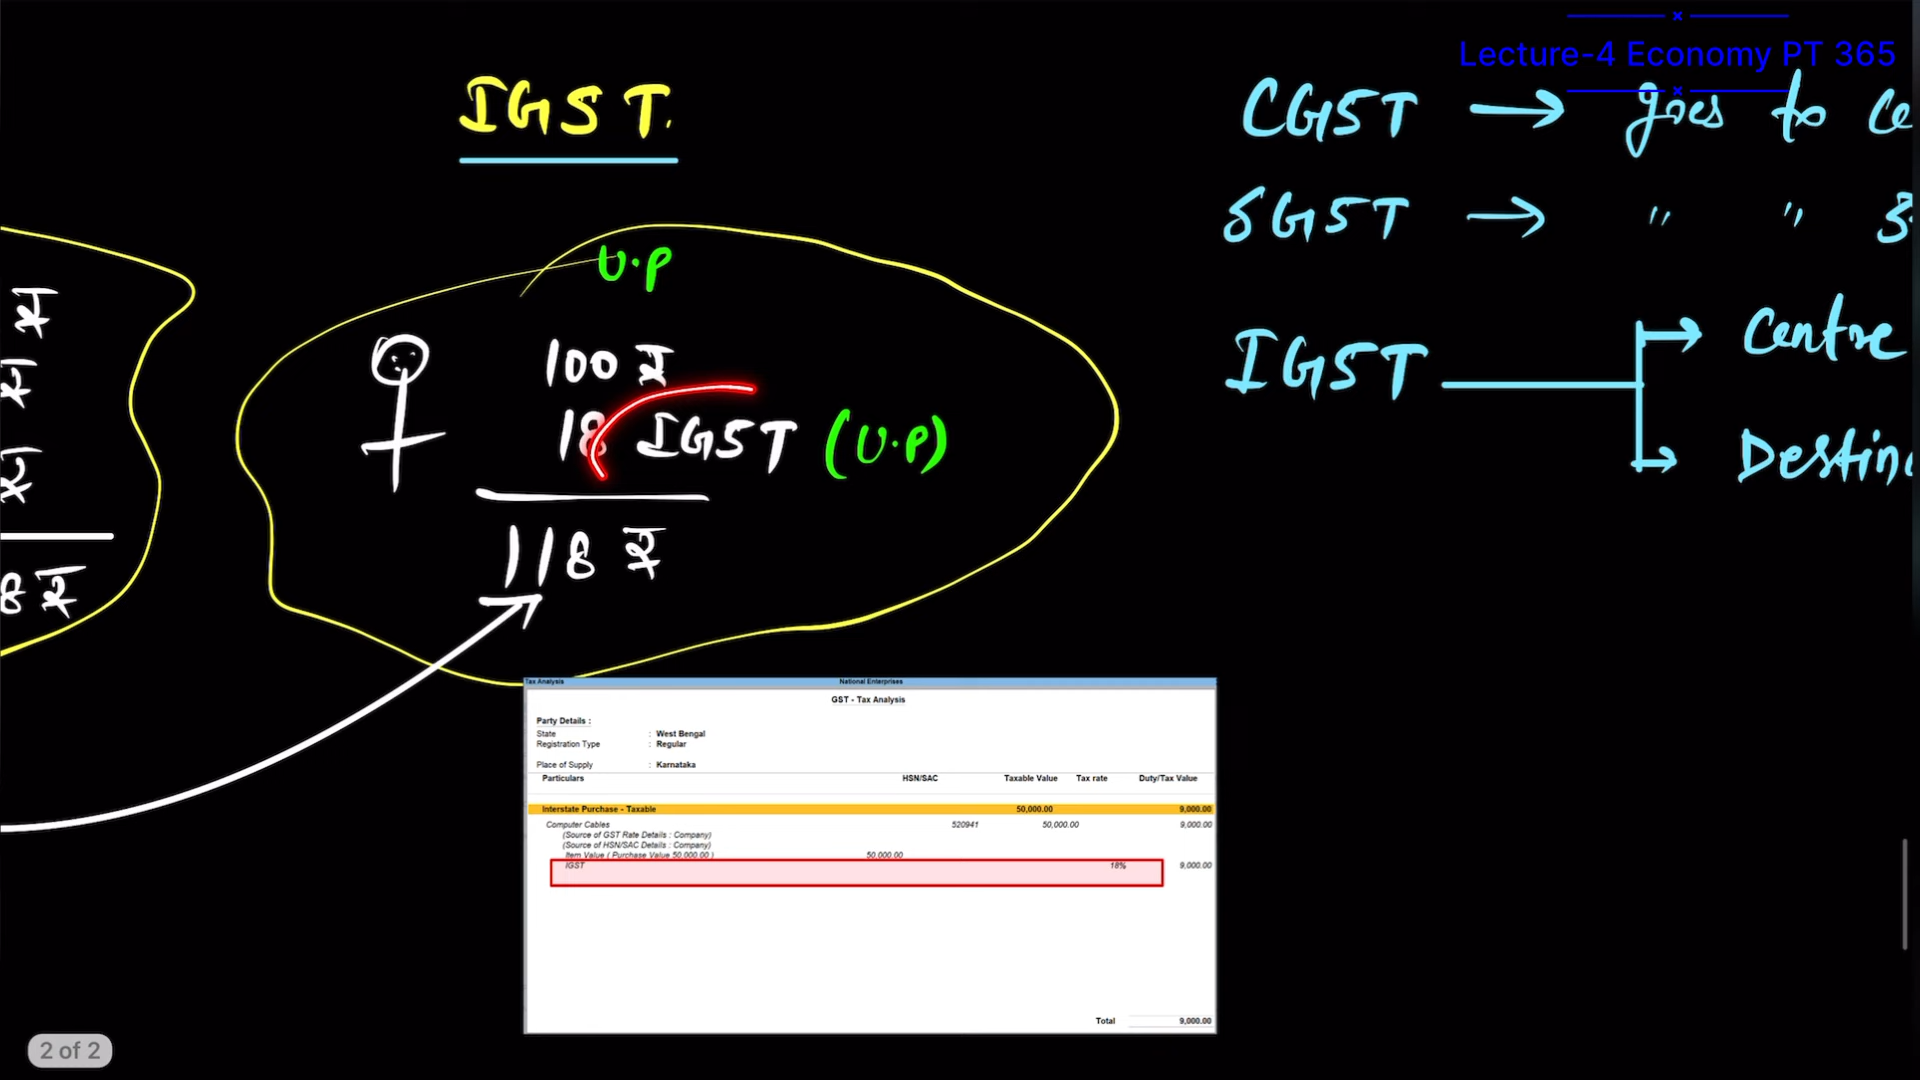 Lecture-4 Economy PT 365
IGST.
CGST → goes to Ce
SGST → " " S
U.P
100 रु
18 IGST (U.P)
118 रु
रु
रु
रु
8 रु
IGST
→ Centre
→ Destin
Tax Analysis National Enterprises
GST - Tax Analysis
Party Details :
State : West Bengal
Registration Type : Regular
Place of Supply : Karnataka
Particulars HSN/SAC Taxable Value Tax rate Duty/Tax Value
Interstate Purchase - Taxable 50,000.00 9,000.00
Computer Cables 520941 50,000.00 9,000.00
(Source of GST Rate Details : Company)
(Source of HSN/SAC Details : Company)
Item Value ( Purchase Value 50,000.00 ) 50,000.00
IGST 18% 9,000.00
Total 9,000.00
2 of 2